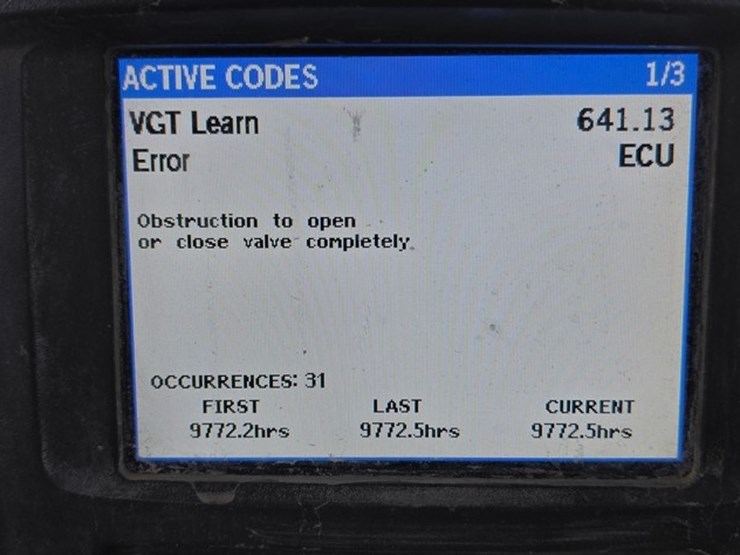 ACTIVE CODES 1/3
VGT Learn 641.13
Error ECU
Obstruction to open
or close valve completely.
OCCURRENCES: 31
FIRST LAST CURRENT
9772.2hrs 9772.5hrs 9772.5hrs